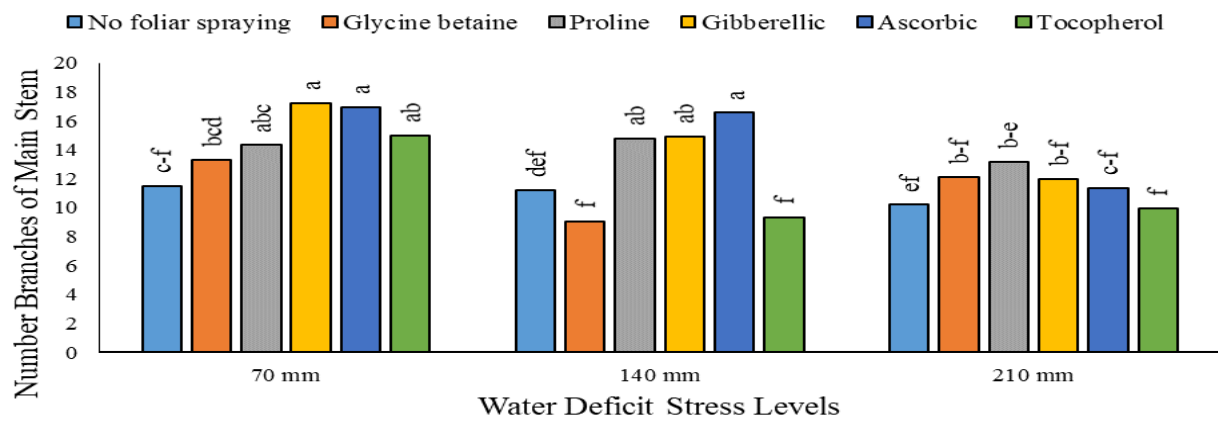 No foliar spraying Glycine betaine Proline Gibberellic Ascorbic Tocopherol
Number Branches of Main Stem
20
18
16
14
12
10
8
6
4
2
0
c-f bcd abc a a ab
def f ab ab a f
ef b-f b-e b-f c-f f
70 mm 140 mm 210 mm
Water Deficit Stress Levels